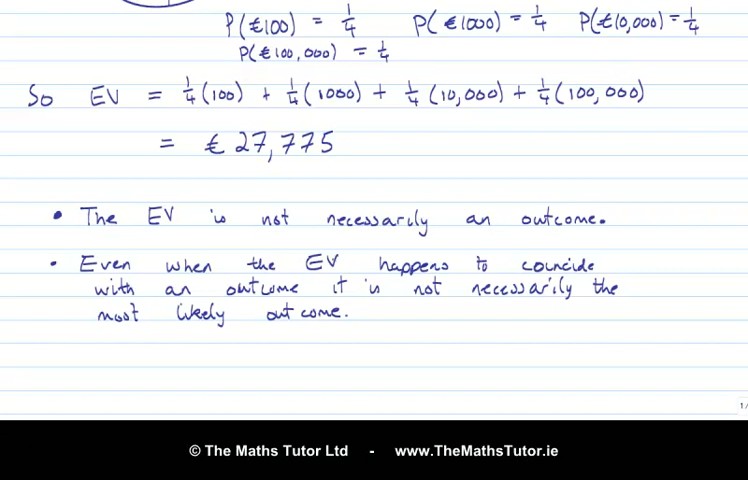 P(€100) = 1/4 P(€1000) = 1/4 P(€10,000) = 1/4
P(€100,000) = 1/4
So EV = 1/4(100) + 1/4(1000) + 1/4(10,000) + 1/4(100,000)
= €27,775
• The EV is not necessarily an outcome.
• Even when the EV happens to coincide
with an outcome it is not necessarily the
most likely outcome.
1/
© The Maths Tutor Ltd - www.TheMathsTutor.ie